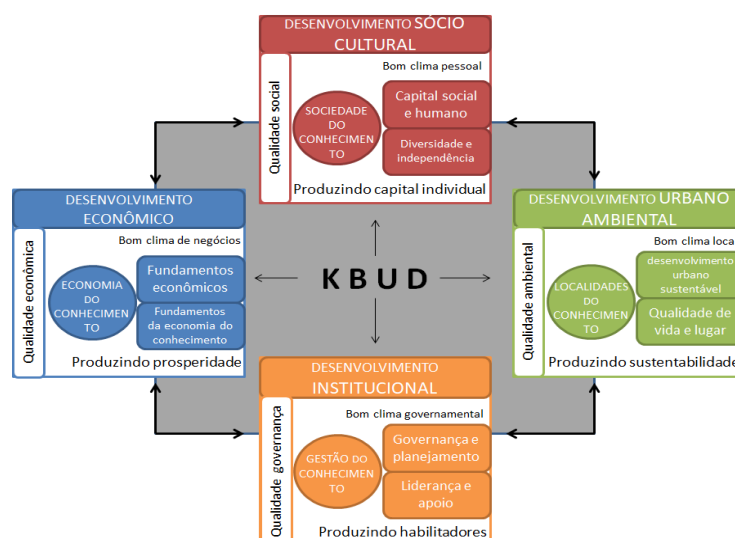 DESENVOLVIMENTO SÓCIO
CULTURAL
Qualidade social
Bom clima pessoal
SOCIEDADE
DO
CONHECIMEN
TO
Capital social
e humano
Diversidade e
independência
Produzindo capital individual
DESENVOLVIMENTO
ECONÔMICO
Qualidade econômica
Bom clima de negócios
ECONOMIA
DO
CONHECIMEN
TO
Fundamentos
econômicos
Fundamentos
da economia do
conhecimento
Produzindo prosperidade
K B U D
DESENVOLVIMENTO URBANO
AMBIENTAL
Qualidade ambiental
Bom clima local
LOCALIDADES
DO
CONHECIMEN
TO
desenvolvimento
urbano
sustentável
Qualidade de
vida e lugar
Produzindo sustentabilidade
DESENVOLVIMENTO
INSTITUCIONAL
Qualidade governança
Bom clima governamental
GESTÃO DO
CONHECIMEN
TO
Governança e
planejamento
Liderança e
apoio
Produzindo habilitadores